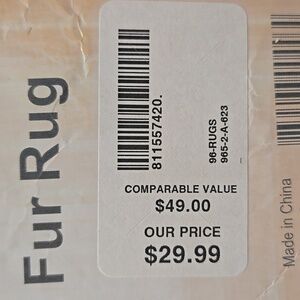 Fur Rug
811557420.
96-RUGS
965-2-A-623
COMPARABLE VALUE
$49.00
OUR PRICE
$29.99
Made in China